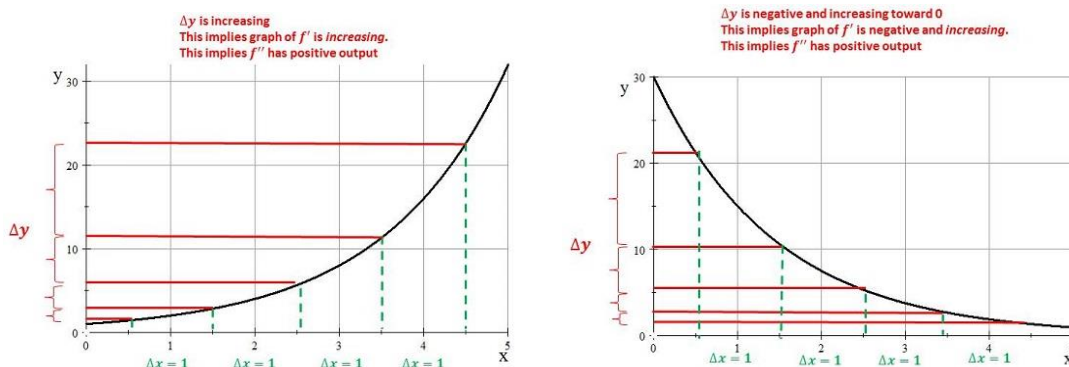 Δy is increasing
This implies graph of f′ is increasing.
This implies f′′ has positive output
y
30
20
10
0
Δy
0 1 2 3 4 5
x
Δx = 1 Δx = 1 Δx = 1 Δx = 1
Δy is negative and increasing toward 0
This implies graph of f′ is negative and increasing.
This implies f′′ has positive output
y
30
20
10
0
Δy
0 1 2 3 4
x
Δx = 1 Δx = 1 Δx = 1 Δx = 1